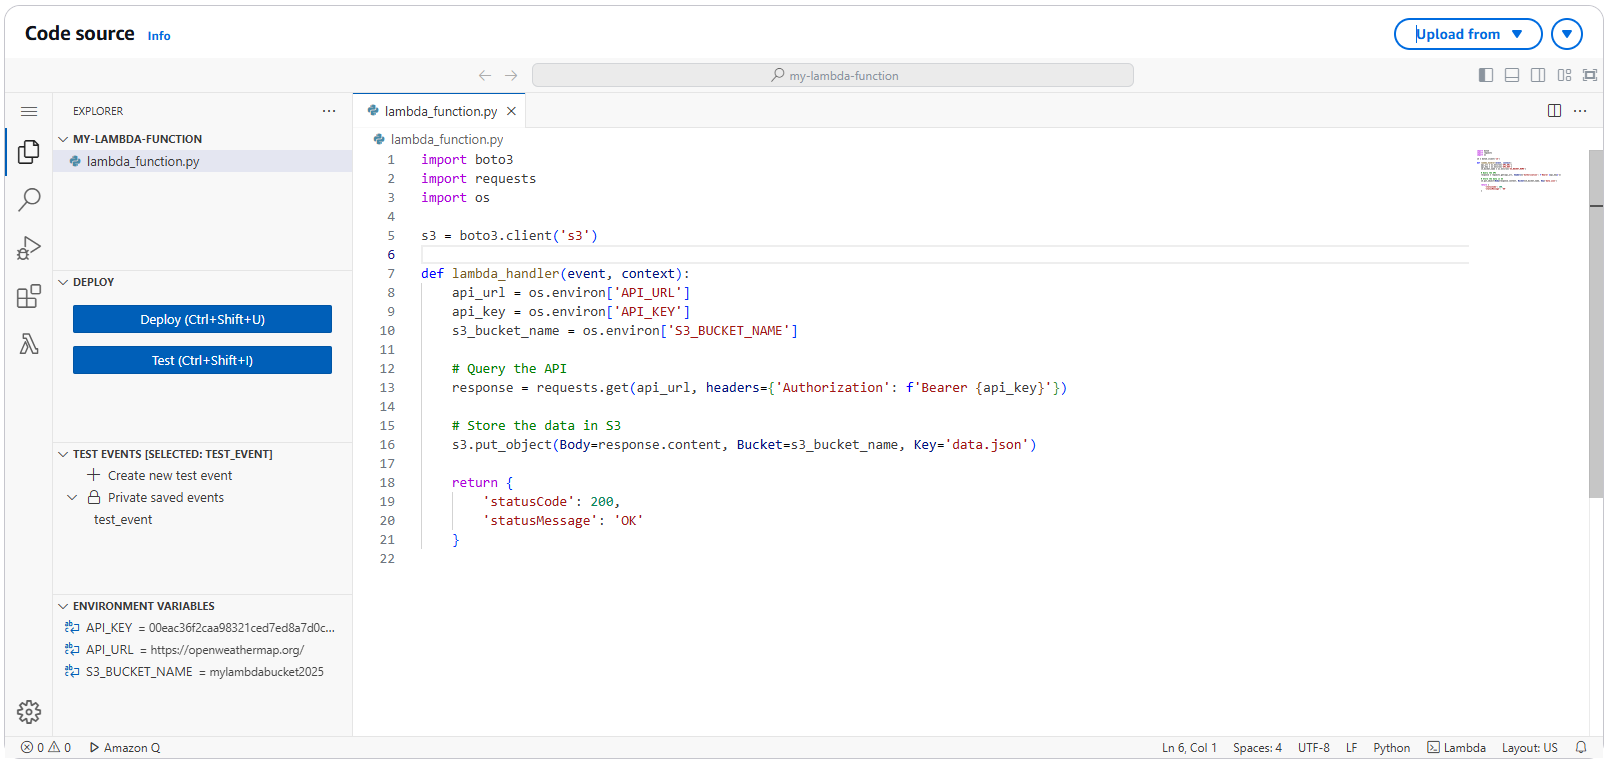 Code source Info
Upload from
my-lambda-function
EXPLORER
lambda_function.py
MY-LAMBDA-FUNCTION
lambda_function.py
lambda_function.py
1 import boto3
2 import requests
3 import os
4
5 s3 = boto3.client('s3')
6
7 def lambda_handler(event, context):
8 api_url = os.environ['API_URL']
9 api_key = os.environ['API_KEY']
10 s3_bucket_name = os.environ['S3_BUCKET_NAME']
11
12 # Query the API
13 response = requests.get(api_url, headers={'Authorization': f'Bearer {api_key}'})
14
15 # Store the data in S3
16 s3.put_object(Body=response.content, Bucket=s3_bucket_name, Key='data.json')
17
18 return {
19 'statusCode': 200,
20 'statusMessage': 'OK'
21 }
22
DEPLOY
Deploy (Ctrl+Shift+U)
Test (Ctrl+Shift+I)
TEST EVENTS [SELECTED: TEST_EVENT]
Create new test event
Private saved events
test_event
ENVIRONMENT VARIABLES
API_KEY = 00eac36f2caa98321ced7ed8a7d0c...
API_URL = https://openweathermap.org/
S3_BUCKET_NAME = mylambdabucket2025
0 0 Amazon Q
Ln 6, Col 1 Spaces: 4 UTF-8 LF Python Lambda Layout: US